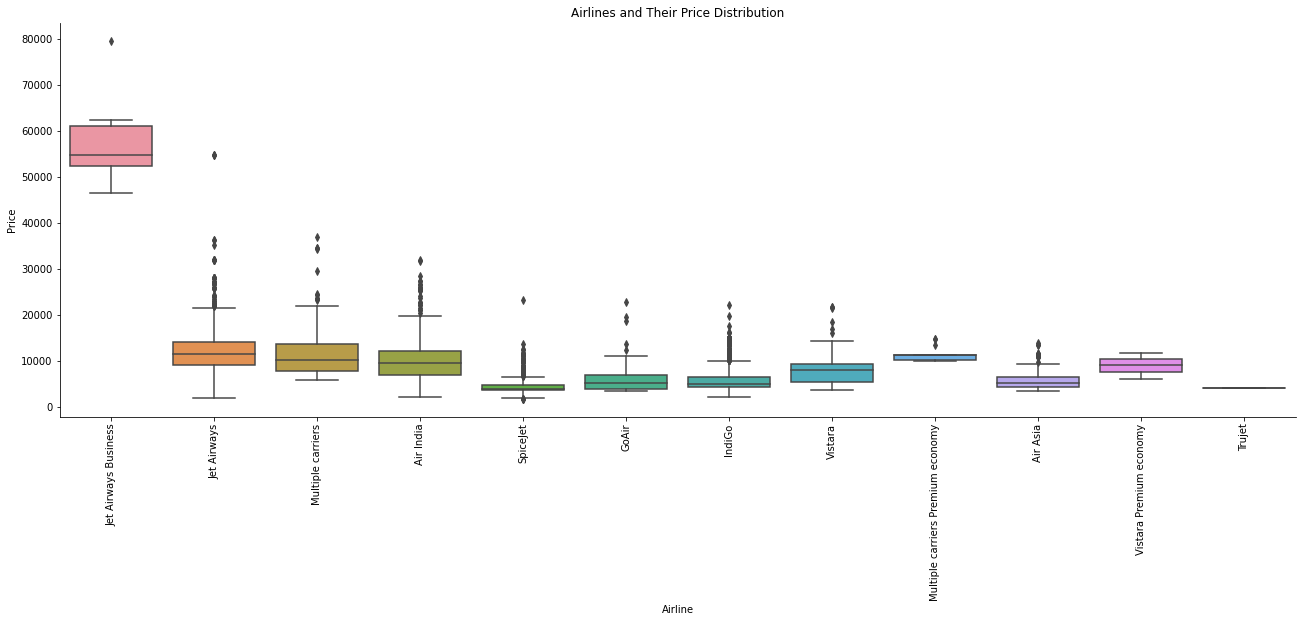 Airlines and Their Price Distribution
Price
80000
70000
60000
50000
40000
30000
20000
10000
0
Jet Airways Business
Jet Airways
Multiple carriers
Air India
SpiceJet
GoAir
IndiGo
Vistara
Multiple carriers Premium economy
Air Asia
Vistara Premium economy
Trujet
Airline